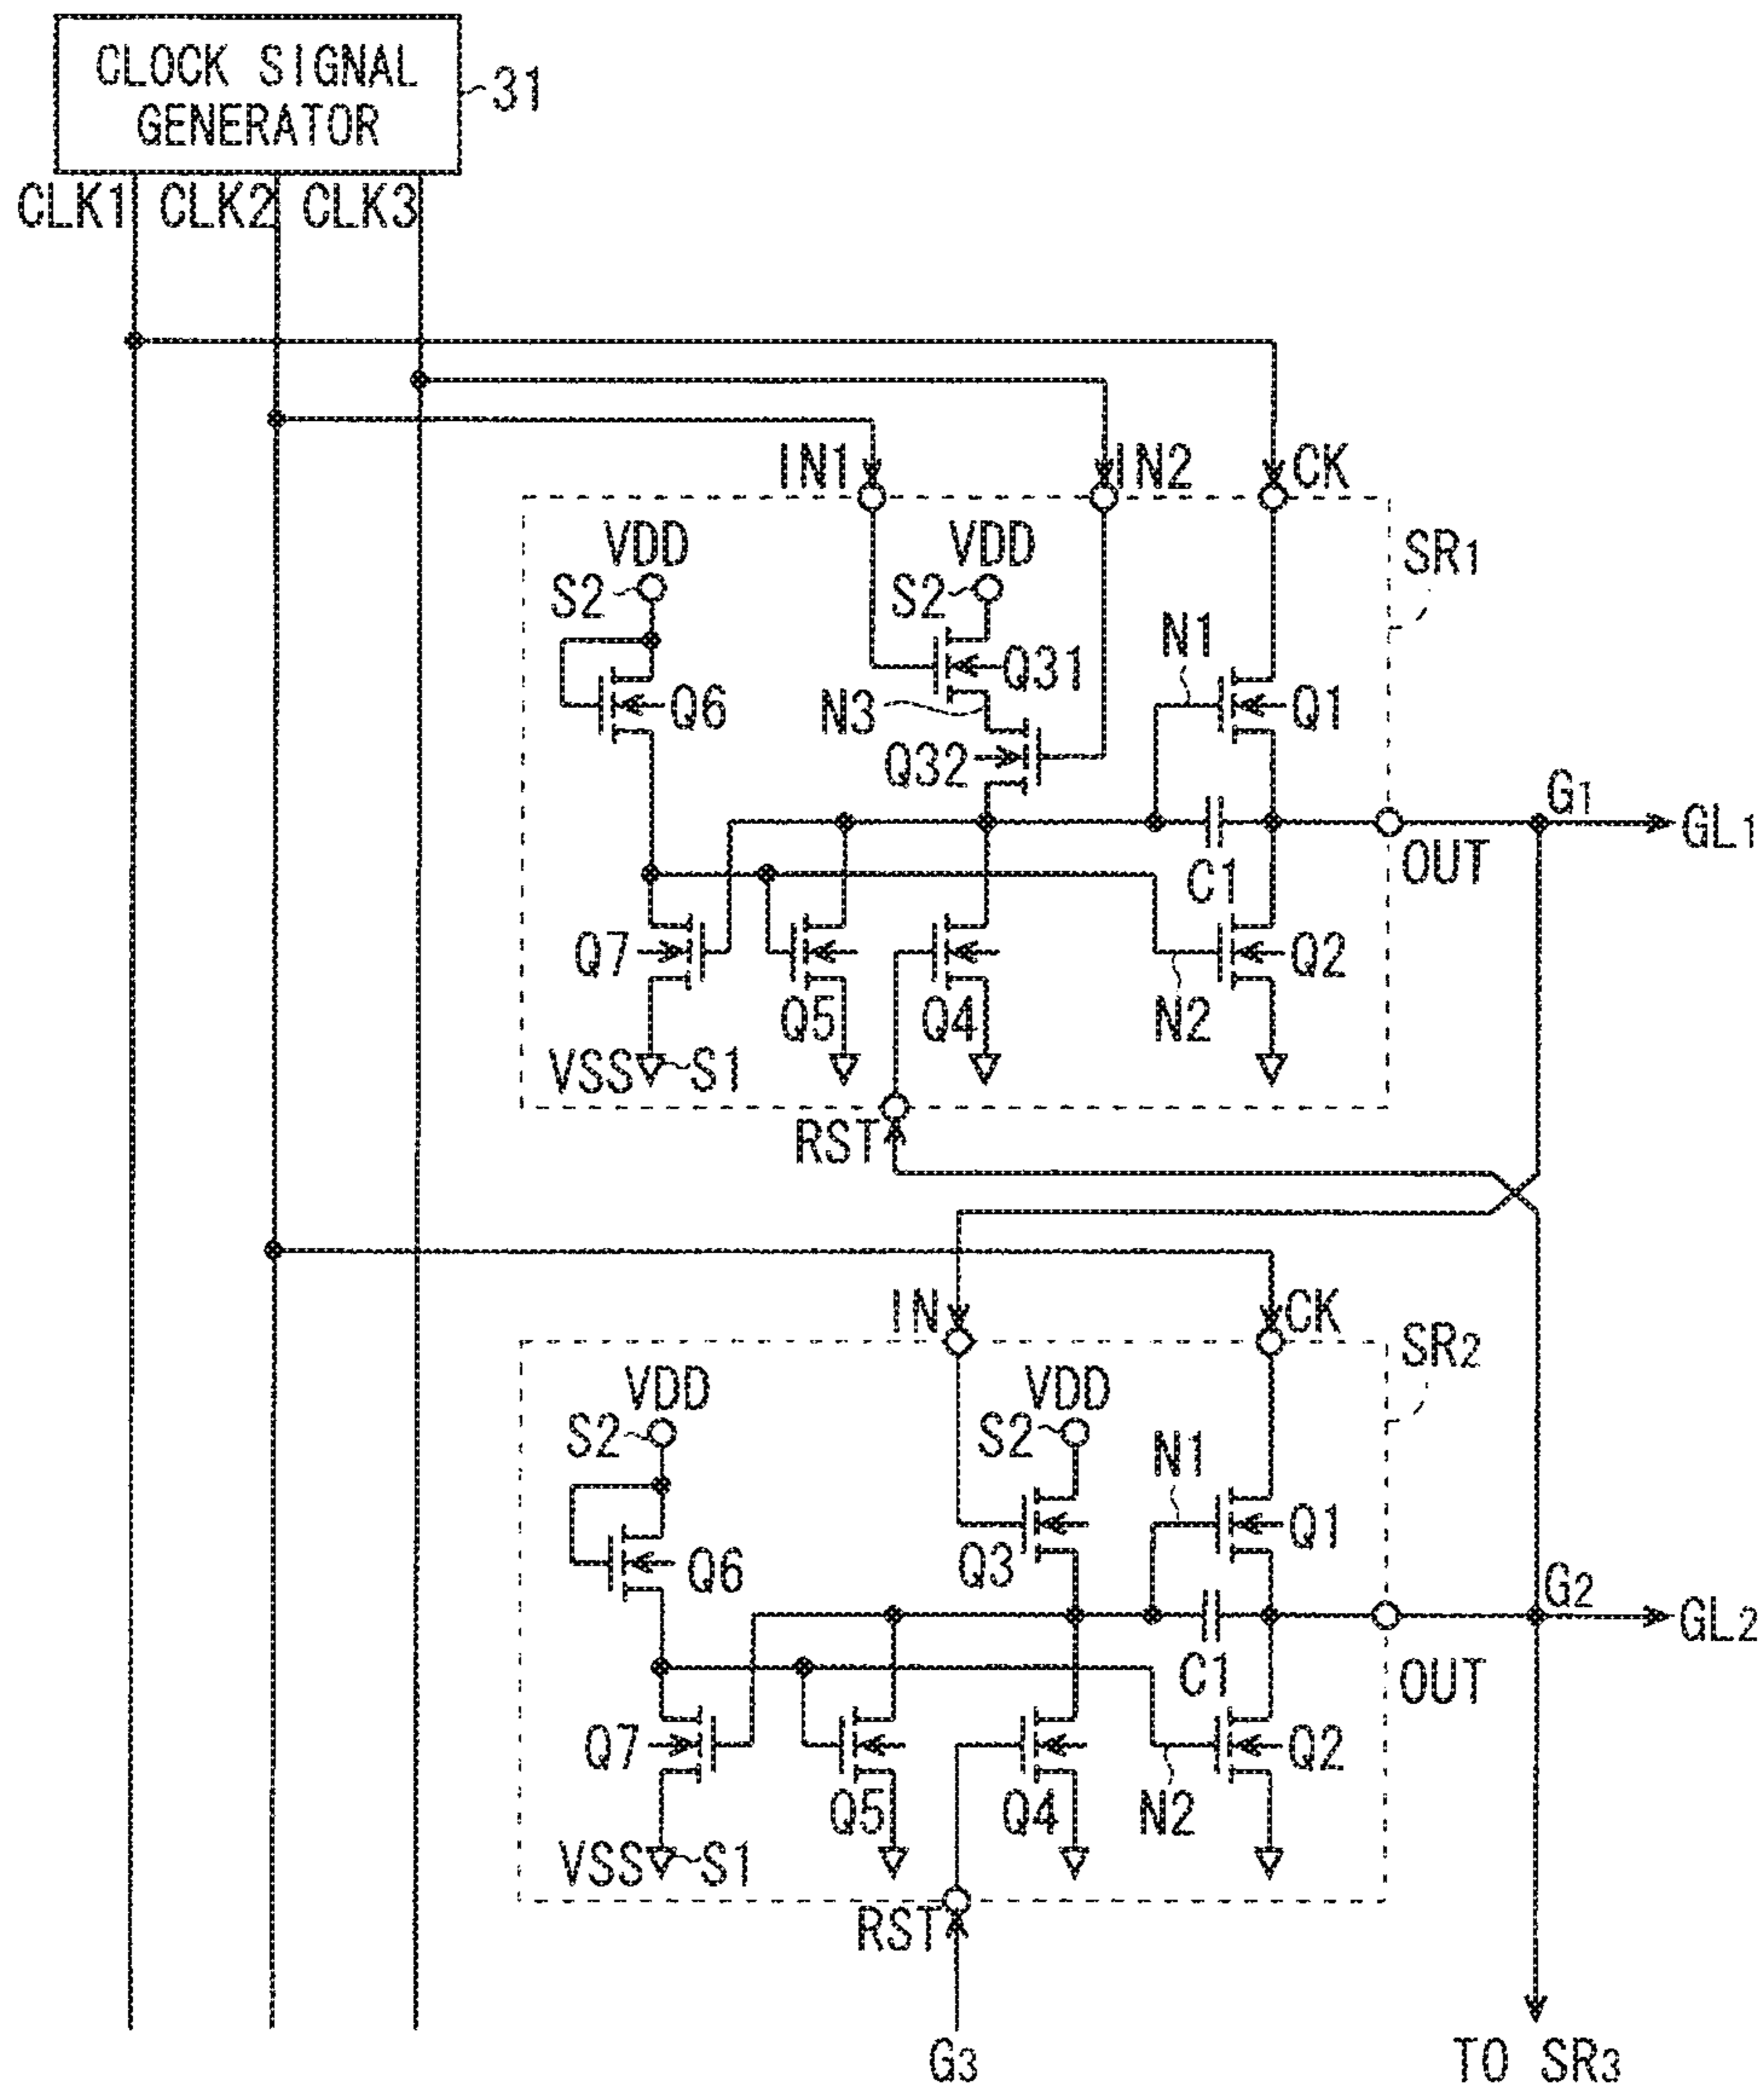 CLOCK SIGNAL
GENERATOR
31
CLK1 CLK2 CLK3
IN1 IN2 CK
VDD VDD SR1
S2 S2
N1
Q31
Q6 N3 Q1
Q32
G1
GL1
C1 OUT
Q7 Q2
Q5 Q4 N2
VSS S1
RST
IN CK
SR2
VDD VDD
S2 S2
N1
Q1
Q6 Q3
G2
GL2
C1 OUT
Q7 Q2
Q5 Q4 N2
VSS S1
RST
G3 TO SR3